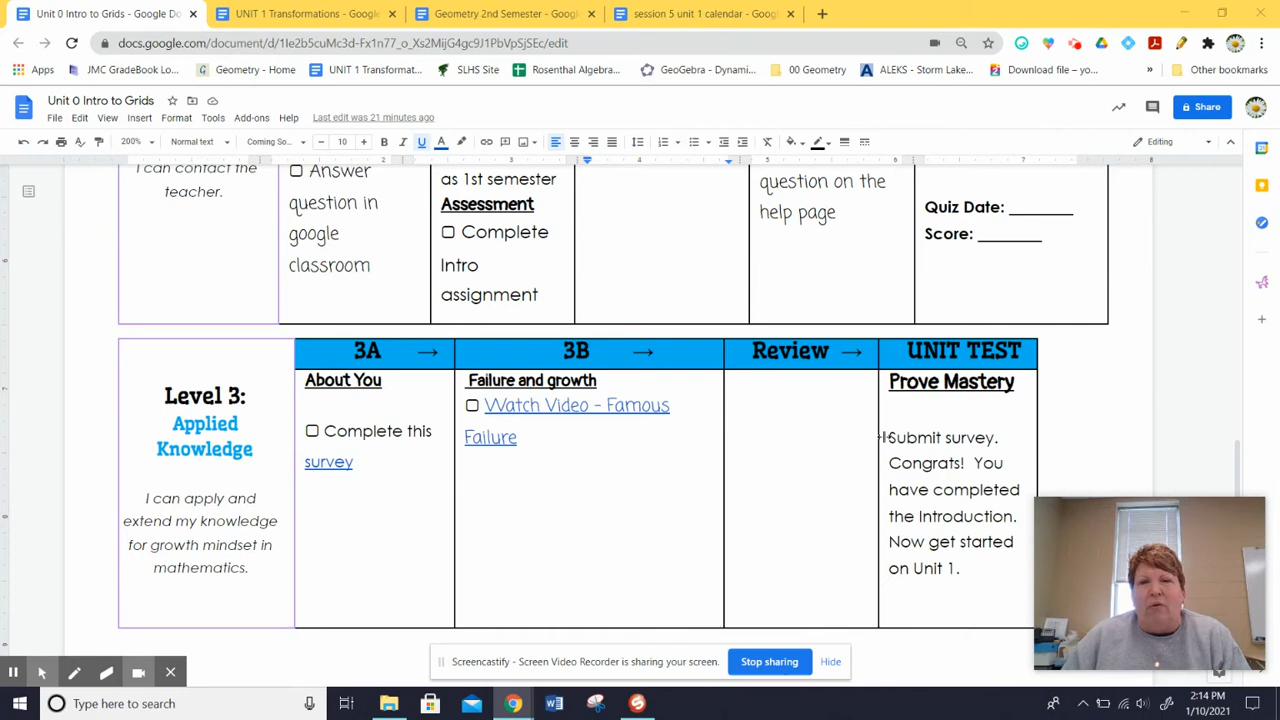 Unit 0 Intro to Grids - Google Do
UNIT 1 Transformations - Google
Geometry 2nd Semester - Google
session 5 unit 1 calendar - Goog
docs.google.com/document/d/1Ie2b5cuMc3d-Fx1n77_o_Xs2MijG4gc9J1PbVpSjSEc/edit
Apps
JMC GradeBook Lo...
Geometry - Home
UNIT 1 Transformat...
SLHS Site
Rosenthal Algebra...
GeoGebra - Dynami...
00 Geometry
ALEKS - Storm Lake...
Download file – yo...
Other bookmarks
Unit 0 Intro to Grids
File Edit View Insert Format Tools Add-ons Help
Last edit was 21 minutes ago
Share
200%
Normal text
Coming So...
10
Editing
I can contact the
teacher.
Answer
question in
google
classroom
as 1st semester
Assessment
Complete
Intro
assignment
question on the
help page
Quiz Date: _______
Score: _______
Level 3:
Applied
Knowledge
I can apply and
extend my knowledge
for growth mindset in
mathematics.
3A →
About You
Complete this
survey
3B →
Failure and growth
Watch Video - Famous
Failure
Review →
UNIT TEST
Prove Mastery
Submit survey.
Congrats! You
have completed
the Introduction.
Now get started
on Unit 1.
Screencastify - Screen Video Recorder is sharing your screen.
Stop sharing
Hide
Type here to search
2:14 PM
1/10/2021